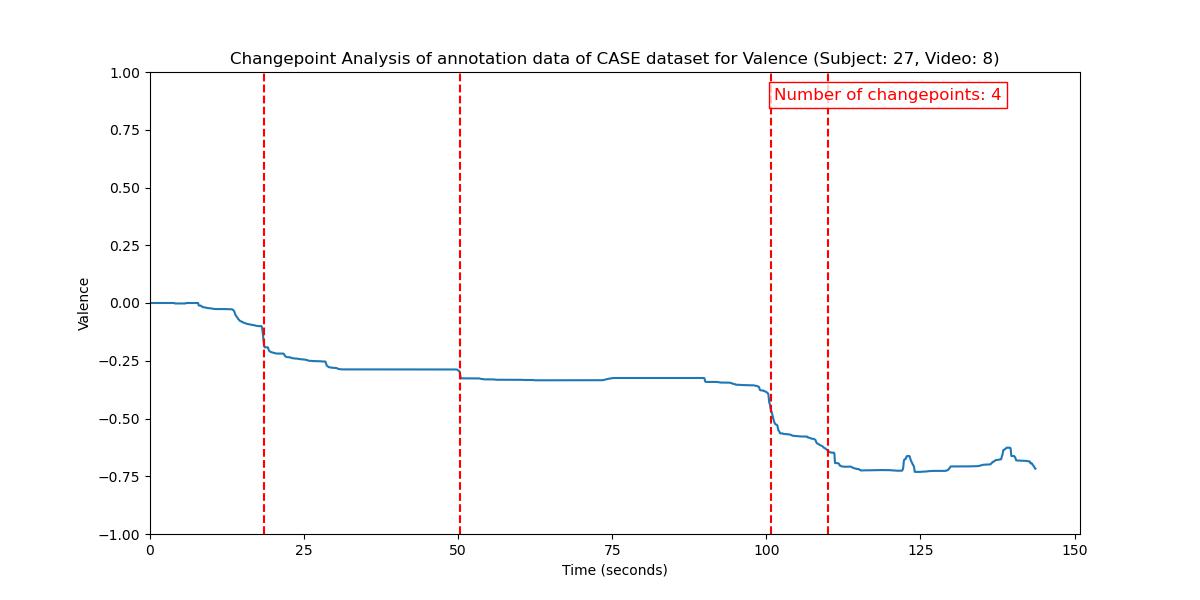 Changepoint Analysis of annotation data of CASE dataset for Valence (Subject: 27, Video: 8)
Number of changepoints: 4
1.00
0.75
0.50
0.25
0.00
−0.25
−0.50
−0.75
−1.00
Valence
0 25 50 75 100 125 150
Time (seconds)